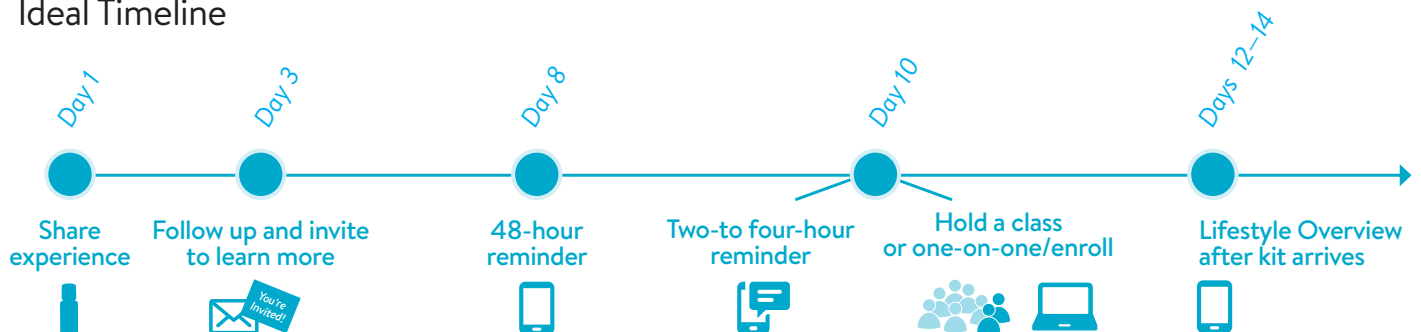 Ideal Timeline
Day 1
Day 3
Day 8
Day 10
Days 12–14
Share
experience
Follow up and invite
to learn more
48-hour
reminder
Two-to four-hour
reminder
Hold a class
or one-on-one/enroll
Lifestyle Overview
after kit arrives
You're
Invited!